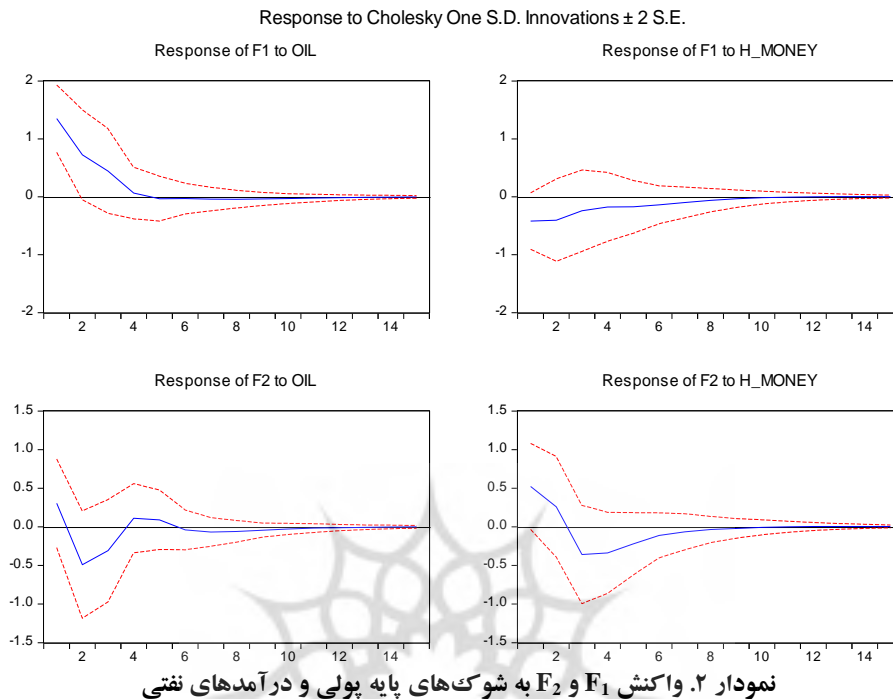 Response to Cholesky One S.D. Innovations ± 2 S.E.
Response of F1 to OIL
Response of F1 to H_MONEY
2
1
0
-1
-2
2 4 6 8 10 12 14
2
1
0
-1
-2
2 4 6 8 10 12 14
Response of F2 to OIL
Response of F2 to H_MONEY
1.5
1.0
0.5
0.0
-0.5
-1.0
-1.5
2 4 6 8 10 12 14
1.5
1.0
0.5
0.0
-0.5
-1.0
-1.5
2 4 6 8 10 12 14
نمودار ۲. واکنش F1 و F2 به شوک‌های پایه پولی و درآمدهای نفتی